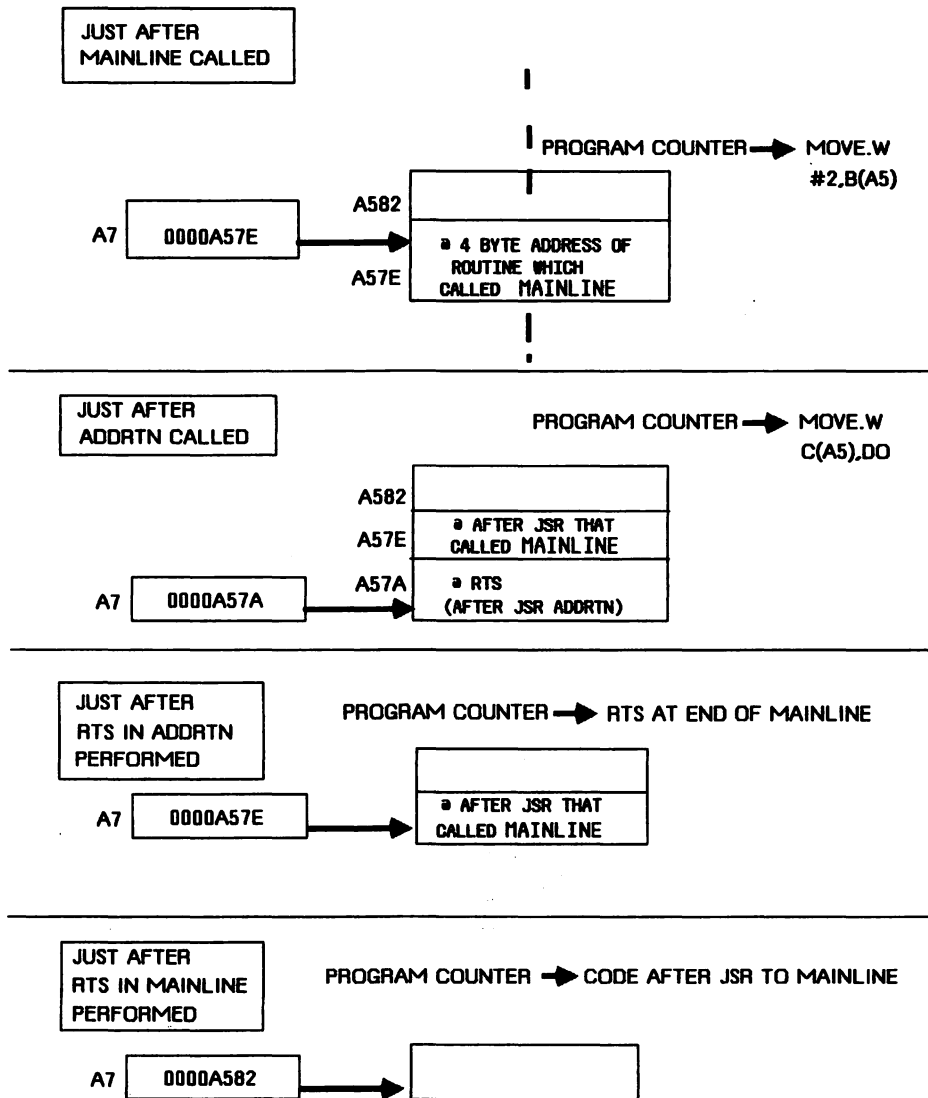 JUST AFTER
MAINLINE CALLED
PROGRAM COUNTER MOVE.W
#2,B(A5)
A582
A7 0000A57E
@ 4 BYTE ADDRESS OF
ROUTINE WHICH
A57E
CALLED MAINLINE
JUST AFTER
ADDRTN CALLED
PROGRAM COUNTER MOVE.W
C(A5),DO
A582
@ AFTER JSR THAT
A57E
CALLED MAINLINE
A57A
@ RTS
A7 0000A57A
(AFTER JSR ADDRTN)
JUST AFTER
RTS IN ADDRTN
PERFORMED
PROGRAM COUNTER RTS AT END OF MAINLINE
@ AFTER JSR THAT
A7 0000A57E
CALLED MAINLINE
JUST AFTER
RTS IN MAINLINE
PERFORMED
PROGRAM COUNTER CODE AFTER JSR TO MAINLINE
A7 0000A582